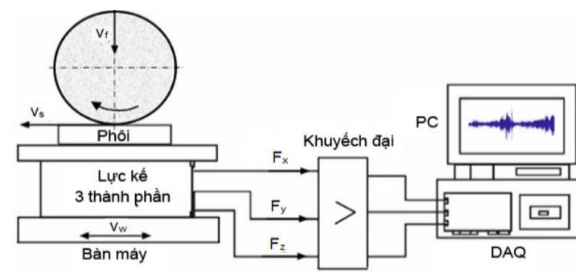 Vf
Vs
Phôi
Lực kế
3 thành phần
Vw
Bàn máy
Fx
Fy
Fz
Khuyếch đại
PC
DAQ